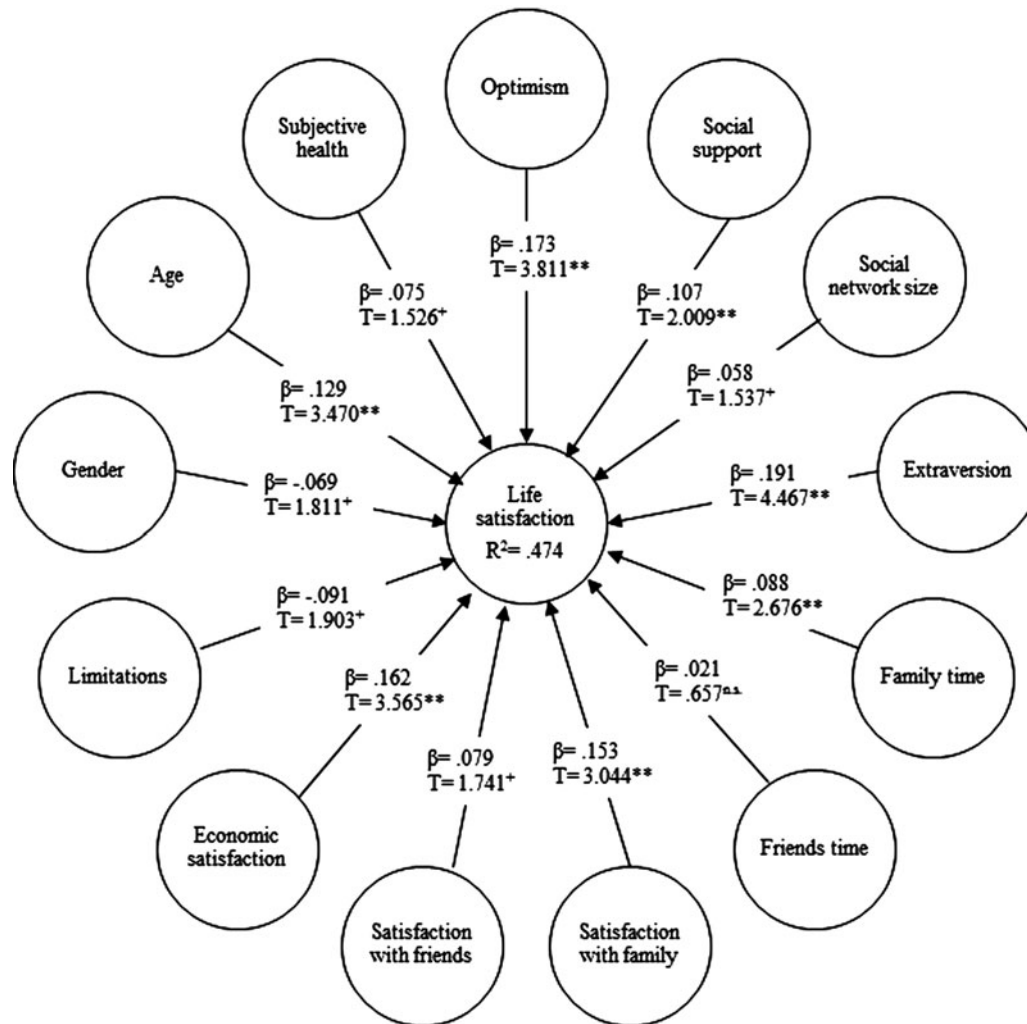 Optimism
Subjective
health
Social
support
Age
Social
network size
β= .173
T= 3.811**
β= .075
T= 1.526+
β= .107
T= 2.009**
β= .129
T= 3.470**
β= .058
T= 1.537+
Gender
β= -.069
T= 1.811+
Life
satisfaction
R²= .474
β= .191
T= 4.467**
Extraversion
Limitations
β= -.091
T= 1.903+
β= .088
T= 2.676**
Family time
β= .162
T= 3.565**
β= .079
T= 1.741+
β= .153
T= 3.044**
β= .021
T= .657n.s.
Economic
satisfaction
Friends time
Satisfaction
with friends
Satisfaction
with family